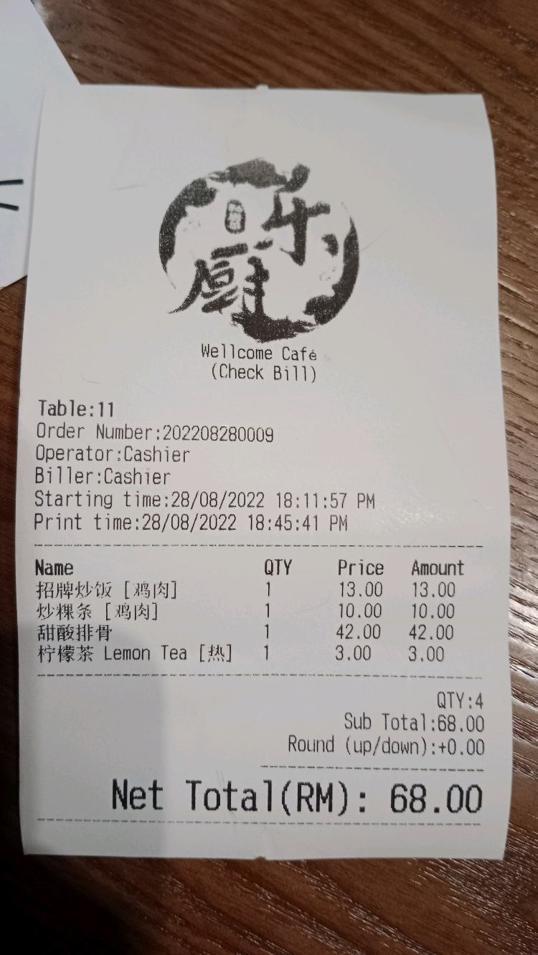 乐
厨
Wellcome Café
(Check Bill)
Table:11
Order Number:202208280009
Operator:Cashier
Biller:Cashier
Starting time:28/08/2022 18:11:57 PM
Print time:28/08/2022 18:45:41 PM
Name QTY Price Amount
招牌炒饭 [鸡肉] 1 13.00 13.00
炒粿条 [鸡肉] 1 10.00 10.00
甜酸排骨 1 42.00 42.00
柠檬茶 Lemon Tea [热] 1 3.00 3.00
QTY:4
Sub Total:68.00
Round (up/down):+0.00
Net Total(RM): 68.00